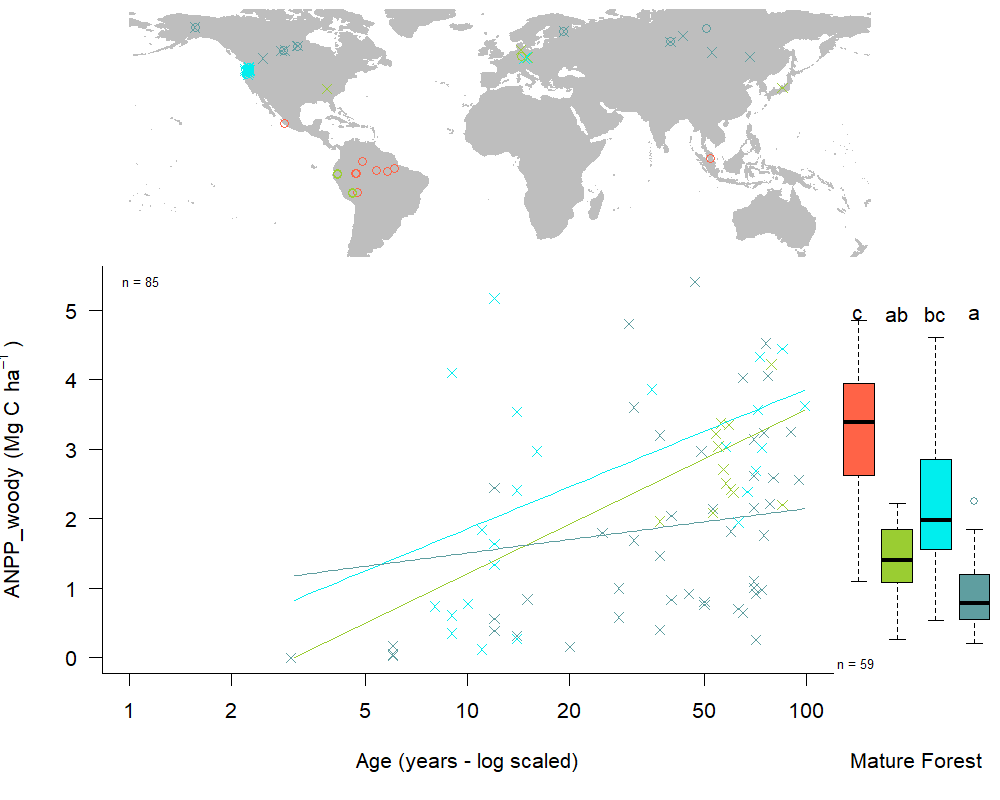 n = 85
c ab bc a
5
4
3
2
1
0
ANPP_woody (Mg C ha⁻¹ )
n = 59
1 2 5 10 20 50 100
Age (years - log scaled)
Mature Forest